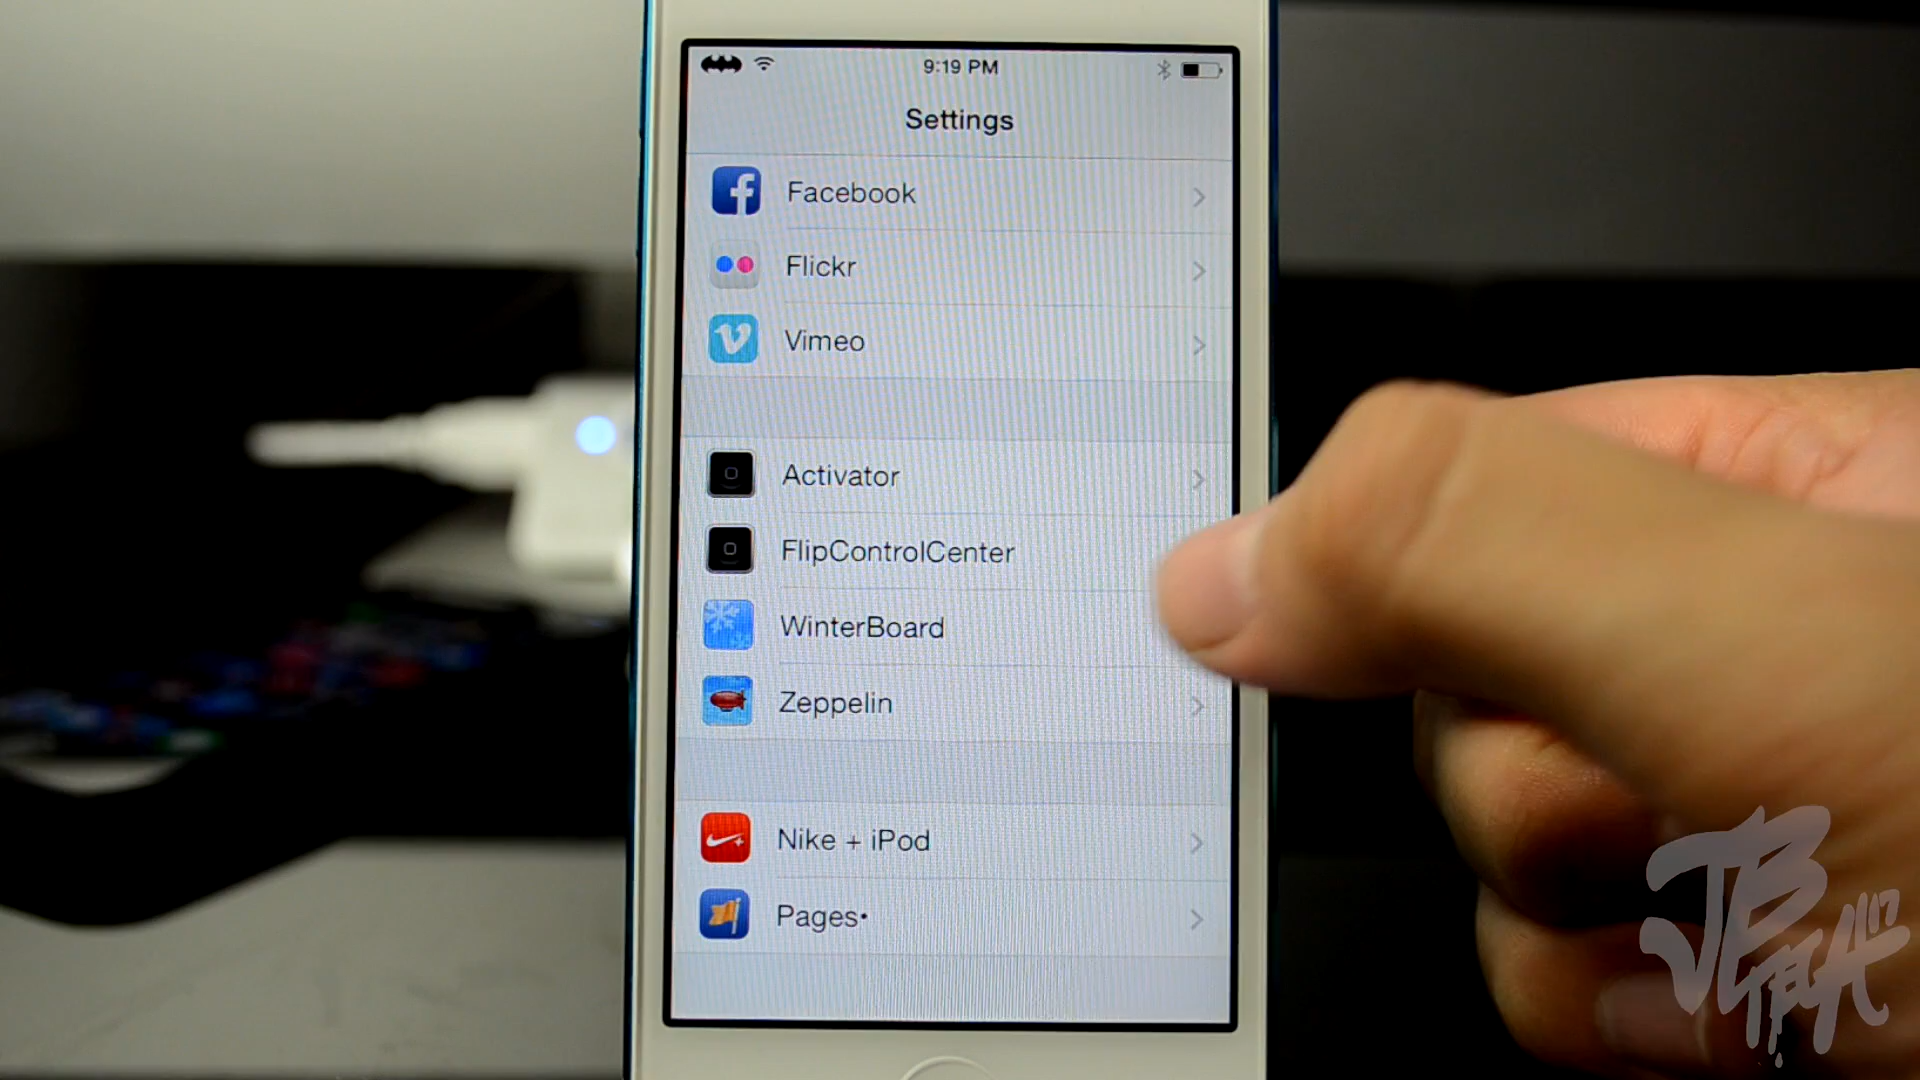 9:19 PM
Settings
Facebook
Flickr
Vimeo
Activator
FlipControlCenter
WinterBoard
Zeppelin
Nike + iPod
Pages•